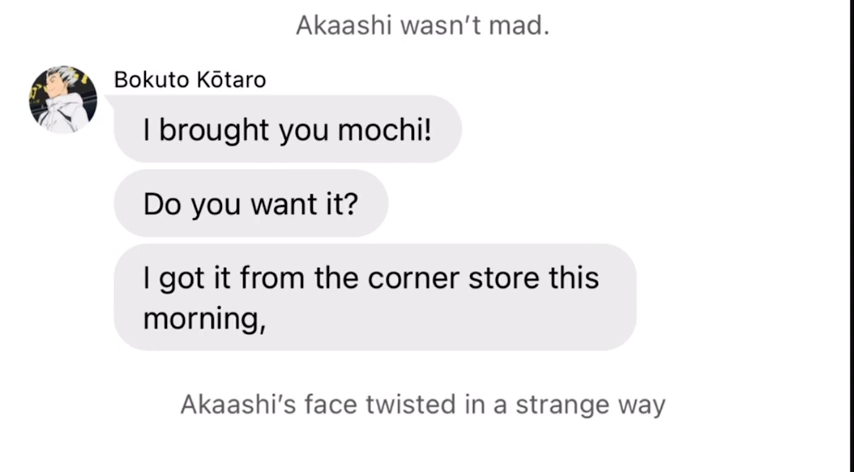 Akaashi wasn’t mad.
Bokuto Kōtaro
I brought you mochi!
Do you want it?
I got it from the corner store this
morning,
Akaashi’s face twisted in a strange way